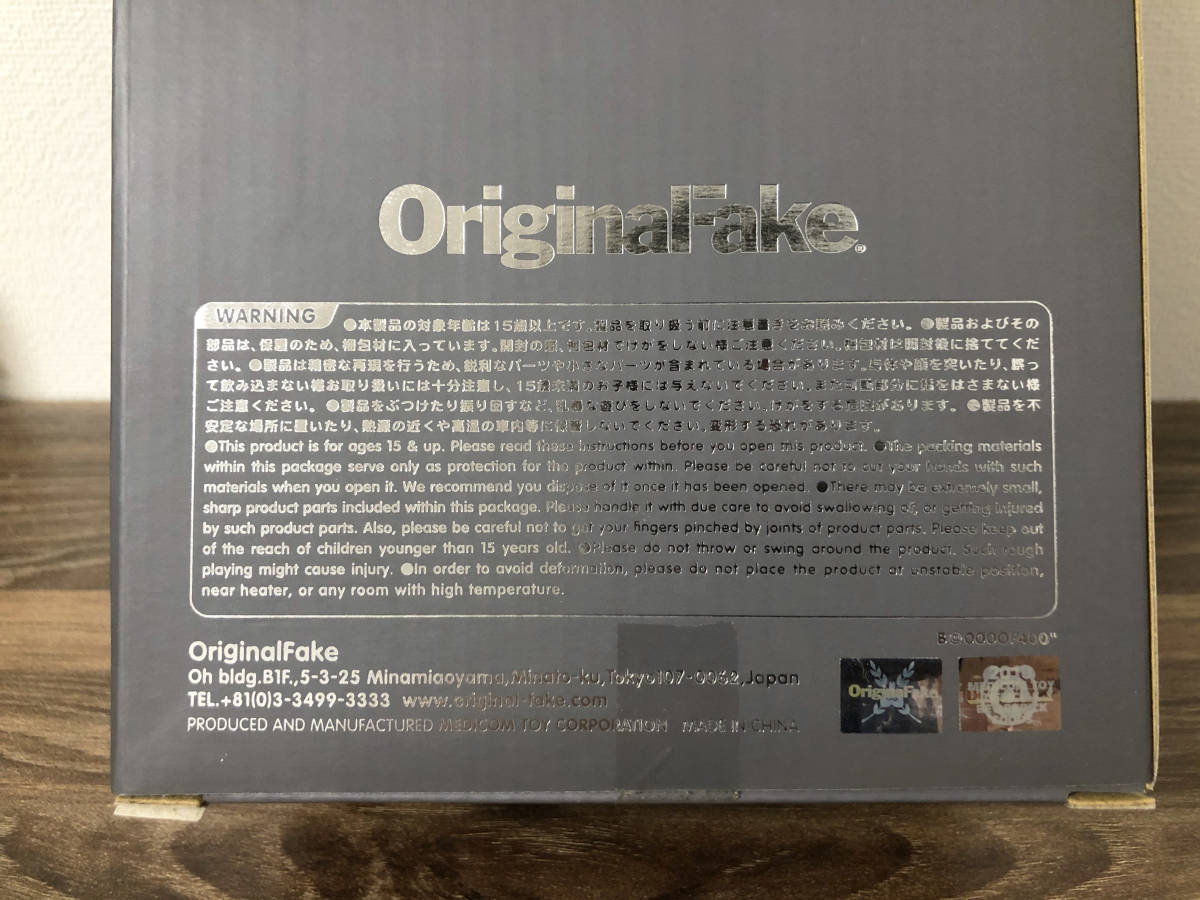 OriginalFake®
WARNING
●本製品の対象年齢は15歳以上です。製品を取り扱う前に注意書きをお読みください。●製品およびその
部品は、保護のため、梱包材に入っています。開封の際、梱包材でけがをしない様ご注意ください。梱包材は開封後に捨ててくだ
さい。●製品は精密な再現を行うため、鋭利なパーツや小さなパーツが含まれている場合があります。身体や顔を突いたり、誤っ
て飲み込まない様お取り扱いには十分注意し、15歳未満のお子様には与えないでください。また可動部分に指をはさまない様
ご注意ください。●製品をぶつけたり振り回すなど、乱暴な遊びをしないでください。けがをする危険があります。●製品を不
安定な場所に置いたり、熱源の近くや高温の車内等に放置しないでください。変形する恐れがあります。
●This product is for ages 15 & up. Please read these instructions before you open this product. ●The packing materials
within this package serve only as protection for the product within. Please be careful not to cut your hands with such
materials when you open it. We recommend you dispose of it once it has been opened. ●There may be extremely small,
sharp product parts included within this package. Please handle it with due care to avoid swallowing of, or getting injured
by such product parts. Also, please be careful not to get your fingers pinched by joints of product parts. Please keep out
of the reach of children younger than 15 years old. ●Please do not throw or swing around the product. Such rough
playing might cause injury. ●In order to avoid deformation, please do not place the product at unstable position,
near heater, or any room with high temperature.
OriginalFake
Oh bldg.B1F.,5-3-25 Minamiaoyama,Minato-ku,Tokyo107-0062,Japan
TEL.+81(0)3-3499-3333 www.original-fake.com
PRODUCED AND MANUFACTURED MEDICOM TOY CORPORATION MADE IN CHINA
OriginalFake